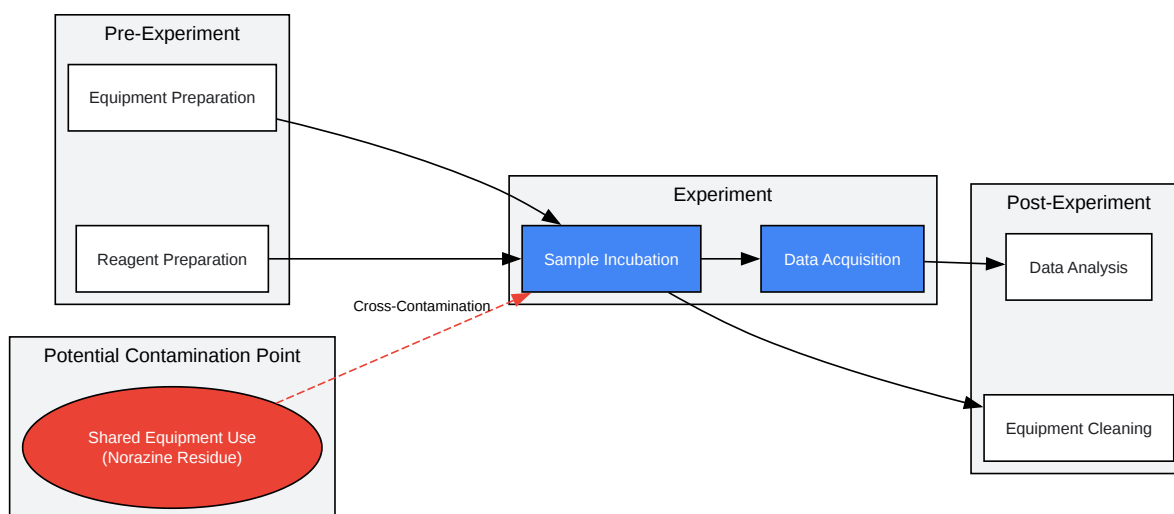 Pre-Experiment
Equipment Preparation
Reagent Preparation
Experiment
Sample Incubation
Data Acquisition
Post-Experiment
Data Analysis
Equipment Cleaning
Cross-Contamination
Potential Contamination Point
Shared Equipment Use
(Norazine Residue)